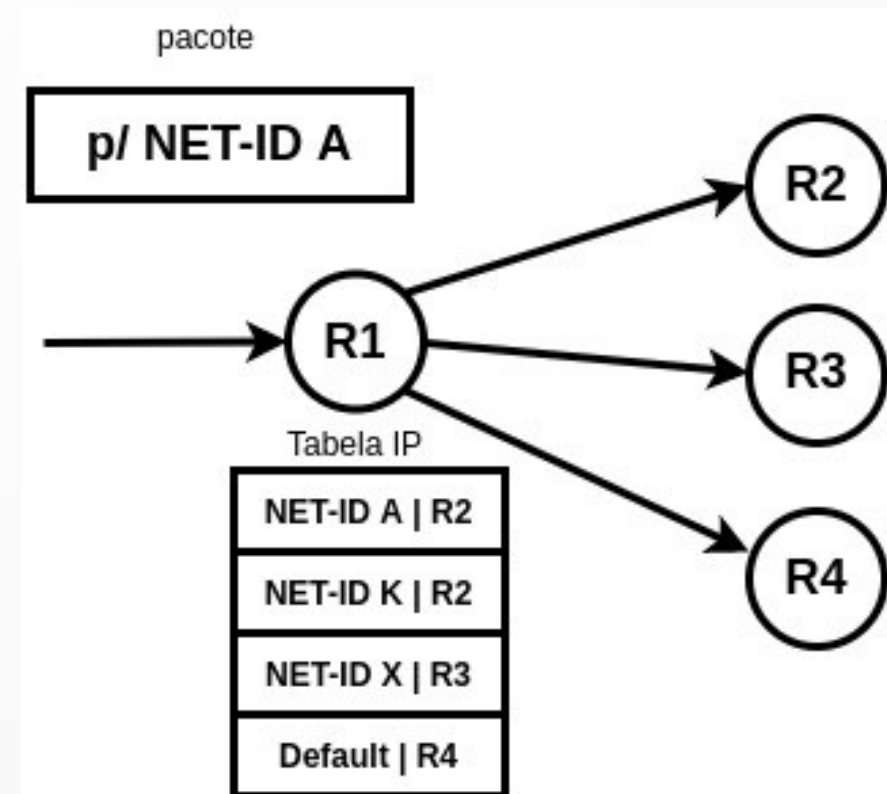 pacote
p/ NET-ID A
R2
R1
R3
Tabela IP
NET-ID A | R2
NET-ID K | R2
NET-ID X | R3
Default | R4
R4